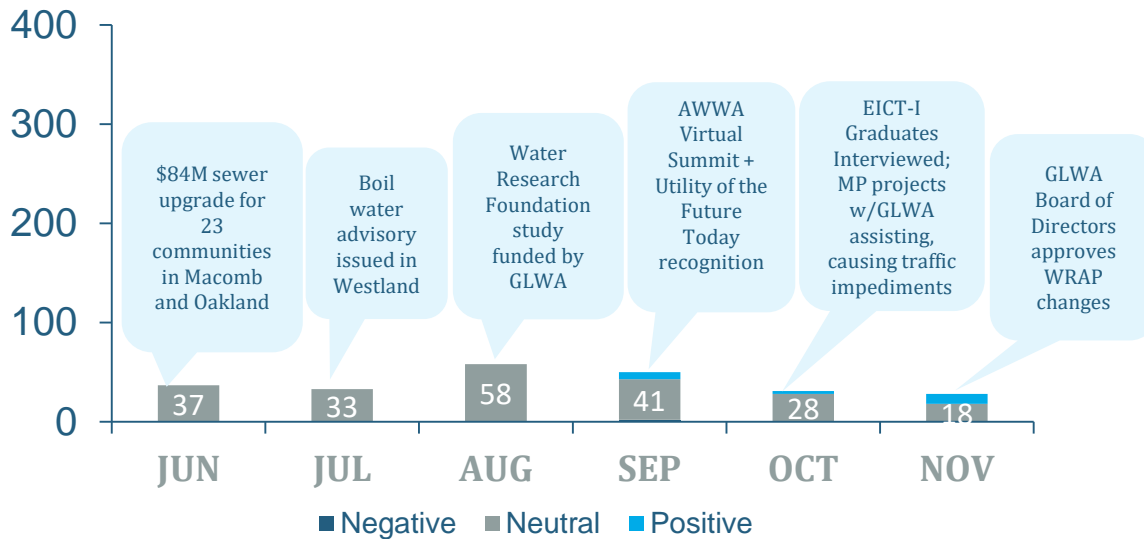 400
300
200
100
0
$84M sewer
upgrade for
23
communities
in Macomb
and Oakland
Boil
water
advisory
issued in
Westland
Water
Research
Foundation
study
funded by
GLWA
AWWA
Virtual
Summit +
Utility of the
Future
Today
recognition
EICT-I
Graduates
Interviewed;
MP projects
w/GLWA
assisting,
causing traffic
impediments
GLWA
Board of
Directors
approves
WRAP
changes
37
33
58
41
28
18
JUN
JUL
AUG
SEP
OCT
NOV
Negative
Neutral
Positive